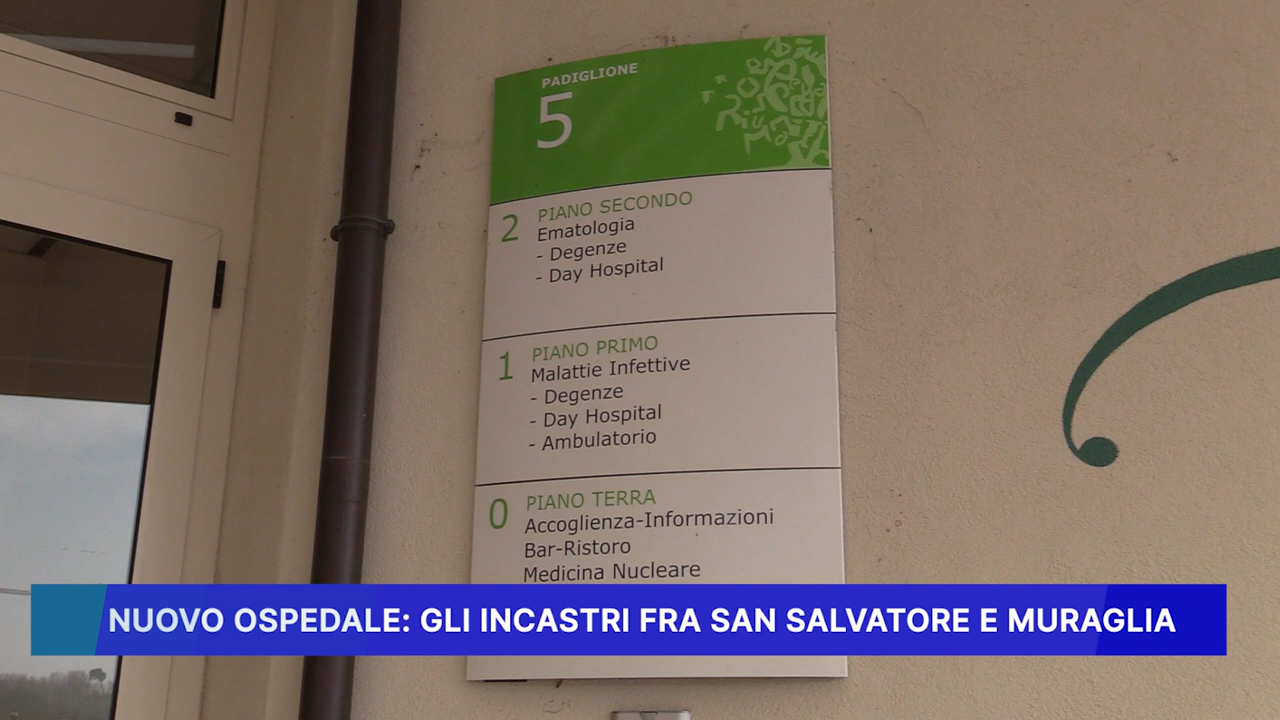 PADIGLIONE
5
2 PIANO SECONDO
Ematologia
- Degenze
- Day Hospital
1 PIANO PRIMO
Malattie Infettive
- Degenze
- Day Hospital
- Ambulatorio
0 PIANO TERRA
Accoglienza-Informazioni
Bar-Ristoro
Medicina Nucleare
NUOVO OSPEDALE: GLI INCASTRI FRA SAN SALVATORE E MURAGLIA